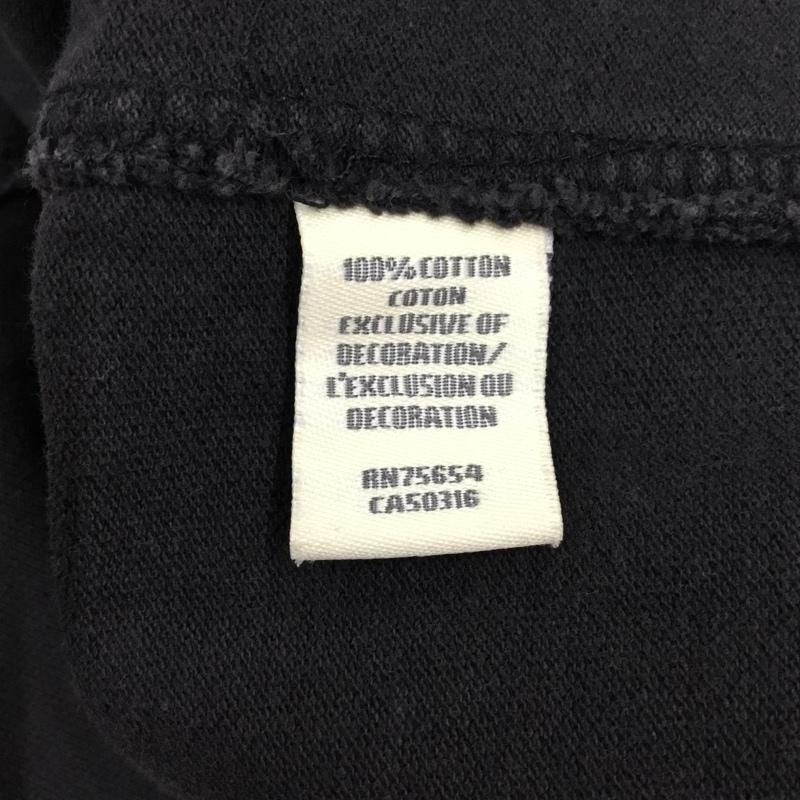 100% COTTON
COTON
EXCLUSIVE OF
DECORATION/
L'EXCLUSION OU
DECORATION
RN75654
CA50316